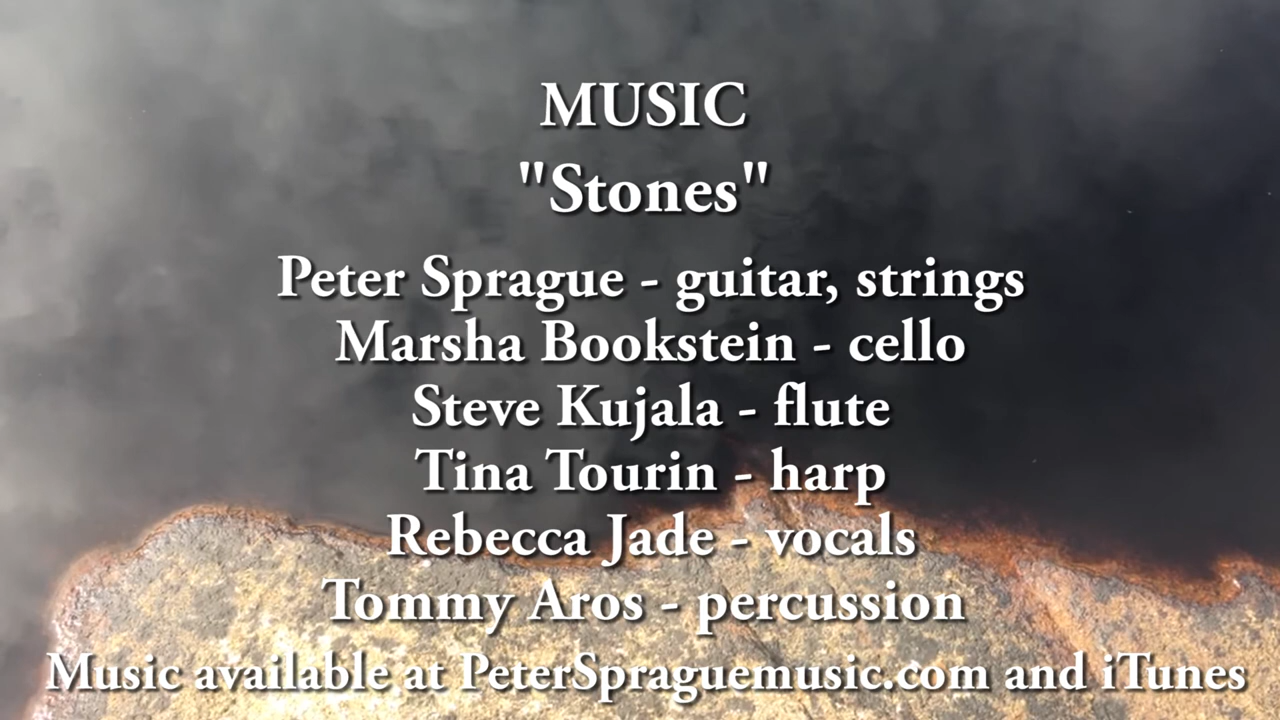 MUSIC
"Stones"
Peter Sprague - guitar, strings
Marsha Bookstein - cello
Steve Kujala - flute
Tina Tourin - harp
Rebecca Jade - vocals
Tommy Aros - percussion
Music available at PeterSpraguemusic.com and iTunes